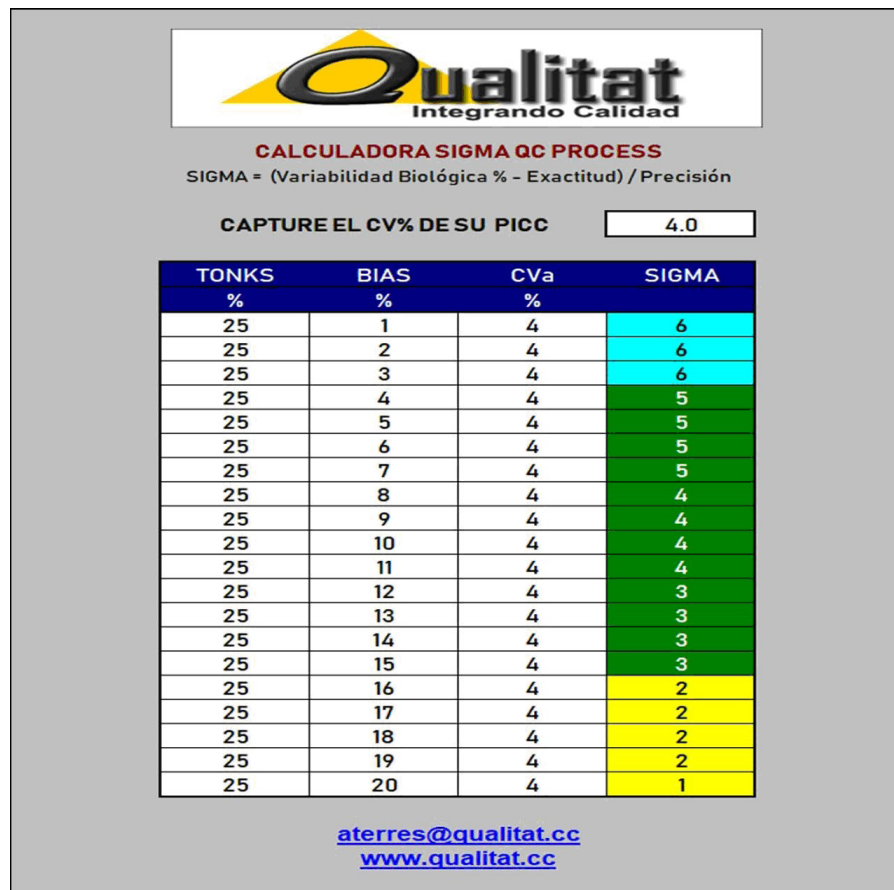 Qualitat
Integrando Calidad
CALCULADORA SIGMA QC PROCESS
SIGMA = (Variabilidad Biológica % - Exactitud) / Precisión
CAPTURE EL CV% DE SU PICC 4.0
TONKS BIAS CVa SIGMA
% % %
25 1 4 6
25 2 4 6
25 3 4 6
25 4 4 5
25 5 4 5
25 6 4 5
25 7 4 5
25 8 4 4
25 9 4 4
25 10 4 4
25 11 4 4
25 12 4 3
25 13 4 3
25 14 4 3
25 15 4 3
25 16 4 2
25 17 4 2
25 18 4 2
25 19 4 2
25 20 4 1
aterres@qualitat.cc
www.qualitat.cc